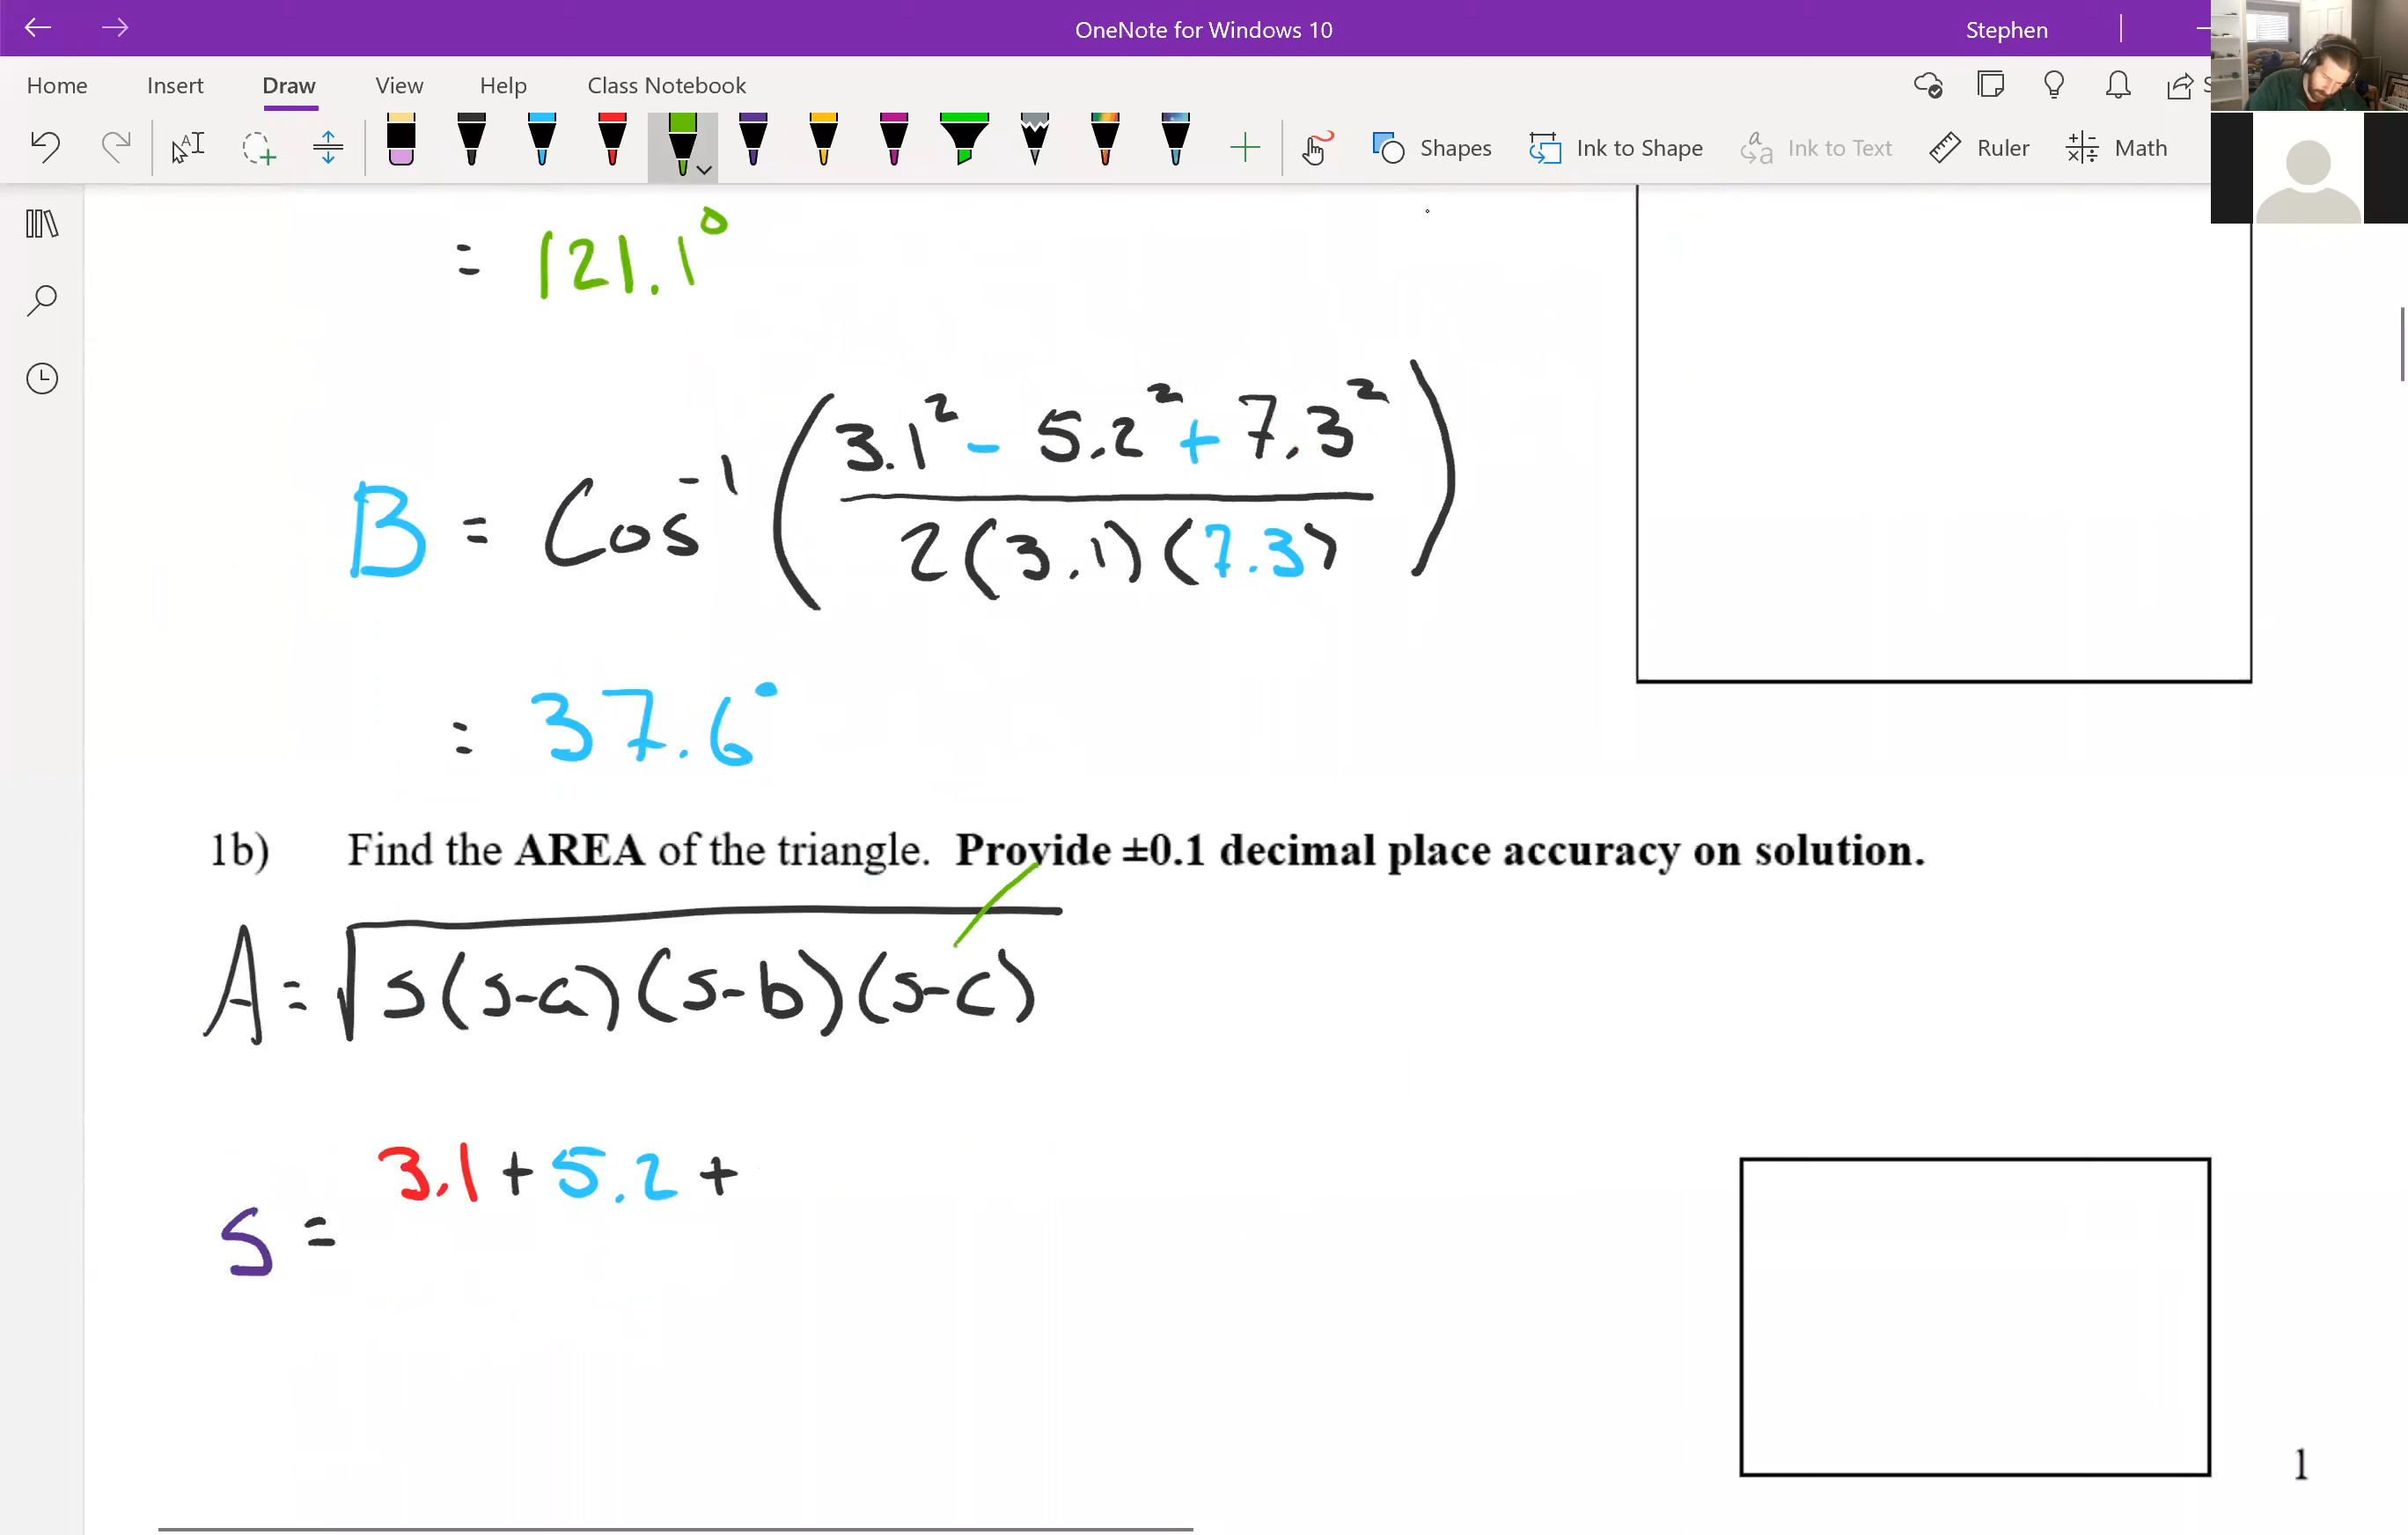 OneNote for Windows 10
Stephen
Home Insert Draw View Help Class Notebook S
Shapes Ink to Shape Ink to Text Ruler Math
= 121.1°
B = Cos⁻¹ ( 3.1² - 5.2² + 7.3²
2(3.1)(7.3) )
= 37.6°
1b) Find the AREA of the triangle. Provide ±0.1 decimal place accuracy on solution.
A = √s(s-a)(s-b)(s-c)
3.1 + 5.2 +
S =
1